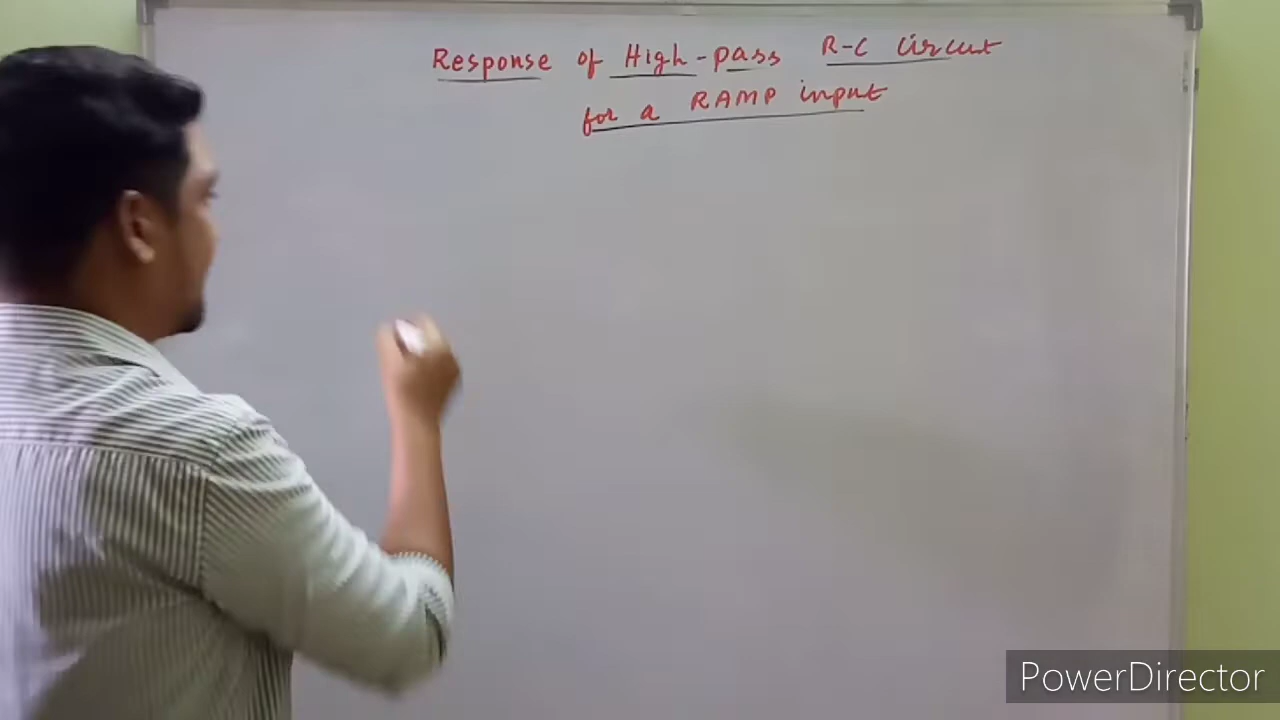 Response of High-pass R-C circuit
for a RAMP input
PowerDirector